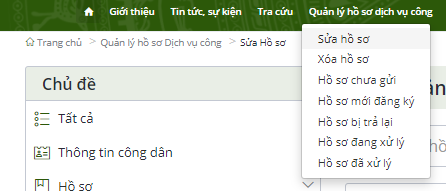 Giới thiệu Tin tức, sự kiện Tra cứu Quản lý hồ sơ dịch vụ công
Trang chủ > Quản lý hồ sơ Dịch vụ công > Sửa Hồ sơ
Sửa hồ sơ
Xóa hồ sơ
Hồ sơ chưa gửi
Hồ sơ mới đăng ký
Hồ sơ bị trả lại
Hồ sơ đang xử lý
Hồ sơ đã xử lý
Chủ đề
Tất cả
Thông tin công dân
Hồ sơ